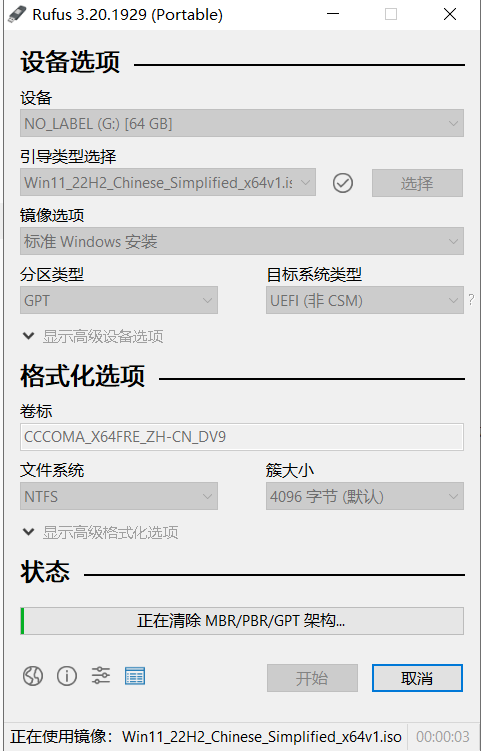 Rufus 3.20.1929 (Portable)
设备选项
设备
NO_LABEL (G:) [64 GB]
引导类型选择
Win11_22H2_Chinese_Simplified_x64v1.is
选择
镜像选项
标准 Windows 安装
分区类型 目标系统类型
GPT UEFI (非 CSM) ?
显示高级设备选项
格式化选项
卷标
CCCOMA_X64FRE_ZH-CN_DV9
文件系统 簇大小
NTFS 4096 字节 (默认)
显示高级格式化选项
状态
正在清除 MBR/PBR/GPT 架构...
开始 取消
正在使用镜像: Win11_22H2_Chinese_Simplified_x64v1.iso 00:00:03